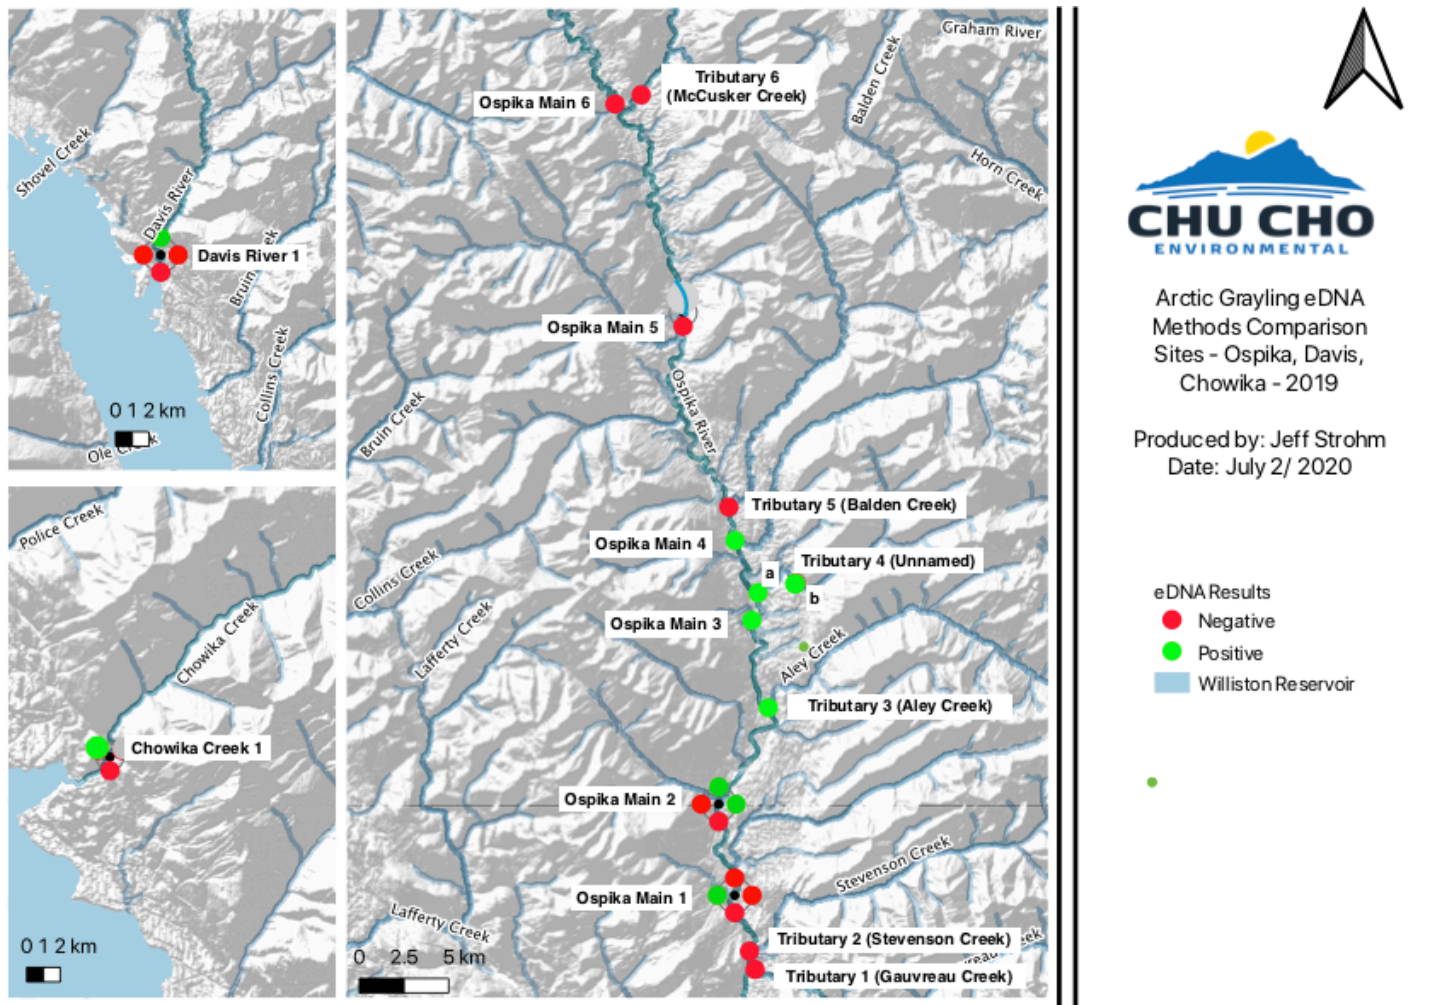 Shovel Creek
Davis River
Davis River 1
Bruin
ek
Collins Creek
0 1 2 km
Ole
Police Creek
Chowika Creek
Chowika Creek 1
0 1 2 km
Graham River
Balden Creek
Horn Creek
Tributary 6
(McCusker Creek)
Ospika Main 6
Ospika Main 5
Ospika River
Bruin Creek
Tributary 5 (Balden Creek)
Ospika Main 4
Tributary 4 (Unnamed)
a
b
Collins Creek
Ospika Main 3
Lafferty Creek
Aley Creek
Tributary 3 (Aley Creek)
Ospika Main 2
Stevenson Creek
Ospika Main 1
Lafferty Creek
Tributary 2 (Stevenson Creek)
Tributary 1 (Gauvreau Creek)
0 2.5 5 km
CHU CHO
ENVIRONMENTAL
Arctic Grayling eDNA
Methods Comparison
Sites - Ospika, Davis,
Chowika - 2019
Produced by: Jeff Strohm
Date: July 2/ 2020
eDNA Results
Negative
Positive
Williston Reservoir